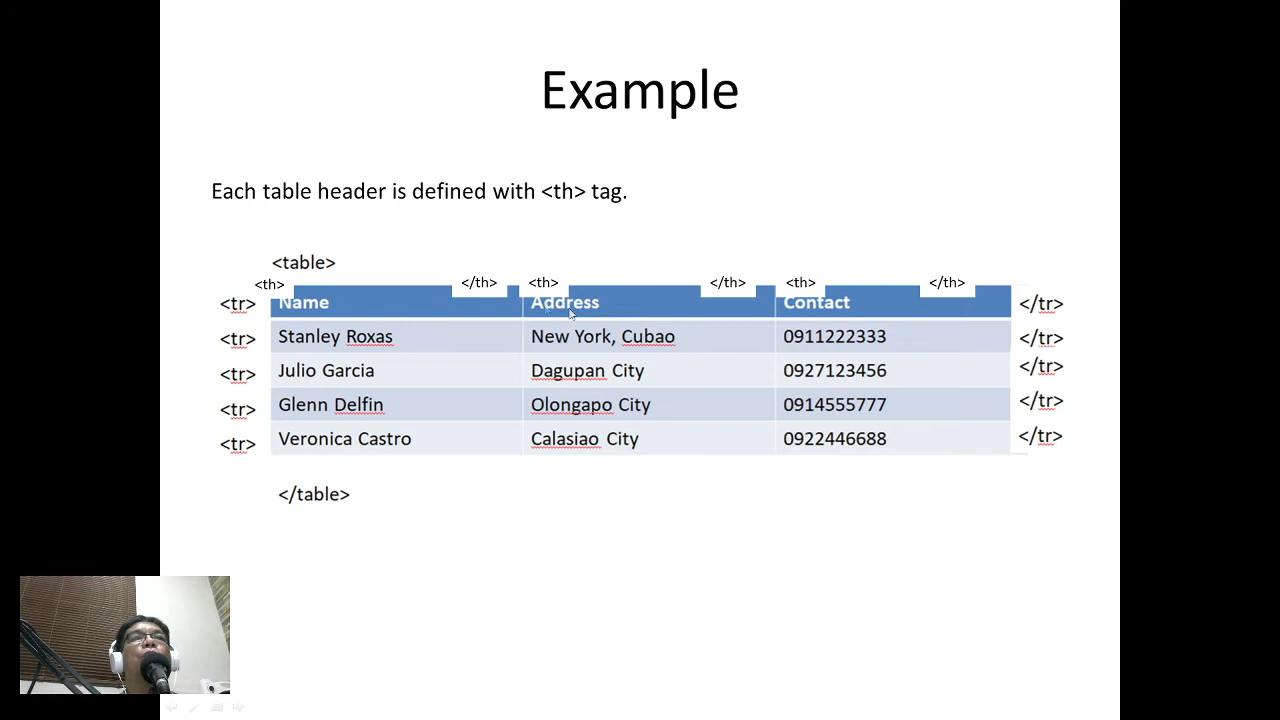 Example
Each table header is defined with <th> tag.
<table>
<th> </th> <th> </th> <th> </th>
<tr> Name Address Contact </tr>
<tr> Stanley Roxas New York, Cubao 0911222333 </tr>
<tr> Julio Garcia Dagupan City 0927123456 </tr>
<tr> Glenn Delfin Olongapo City 0914555777 </tr>
<tr> Veronica Castro Calasiao City 0922446688 </tr>
</table>